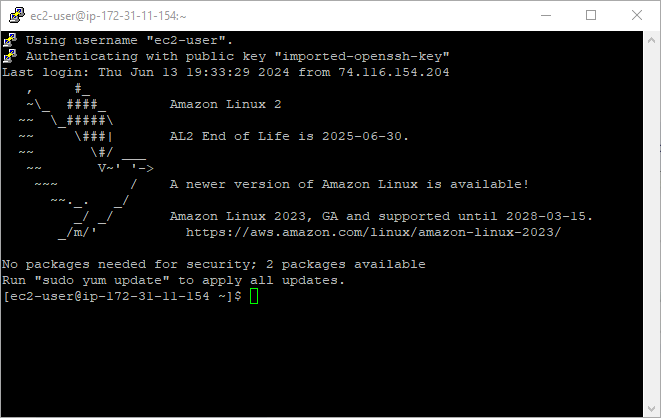 ec2-user@ip-172-31-11-154:~
Using username "ec2-user".
Authenticating with public key "imported-openssh-key"
Last login: Thu Jun 13 19:33:29 2024 from 74.116.154.204
   ,     #_
   ~\_  ####_        Amazon Linux 2
  ~~  \_#####\
  ~~     \###|       AL2 End of Life is 2025-06-30.
  ~~       \#/ ___
   ~~       V~' '->
    ~~~         /    A newer version of Amazon Linux is available!
      ~~._.   _/
         _/ _/       Amazon Linux 2023, GA and supported until 2028-03-15.
       _/m/'           https://aws.amazon.com/linux/amazon-linux-2023/
No packages needed for security; 2 packages available
Run "sudo yum update" to apply all updates.
[ec2-user@ip-172-31-11-154 ~]$